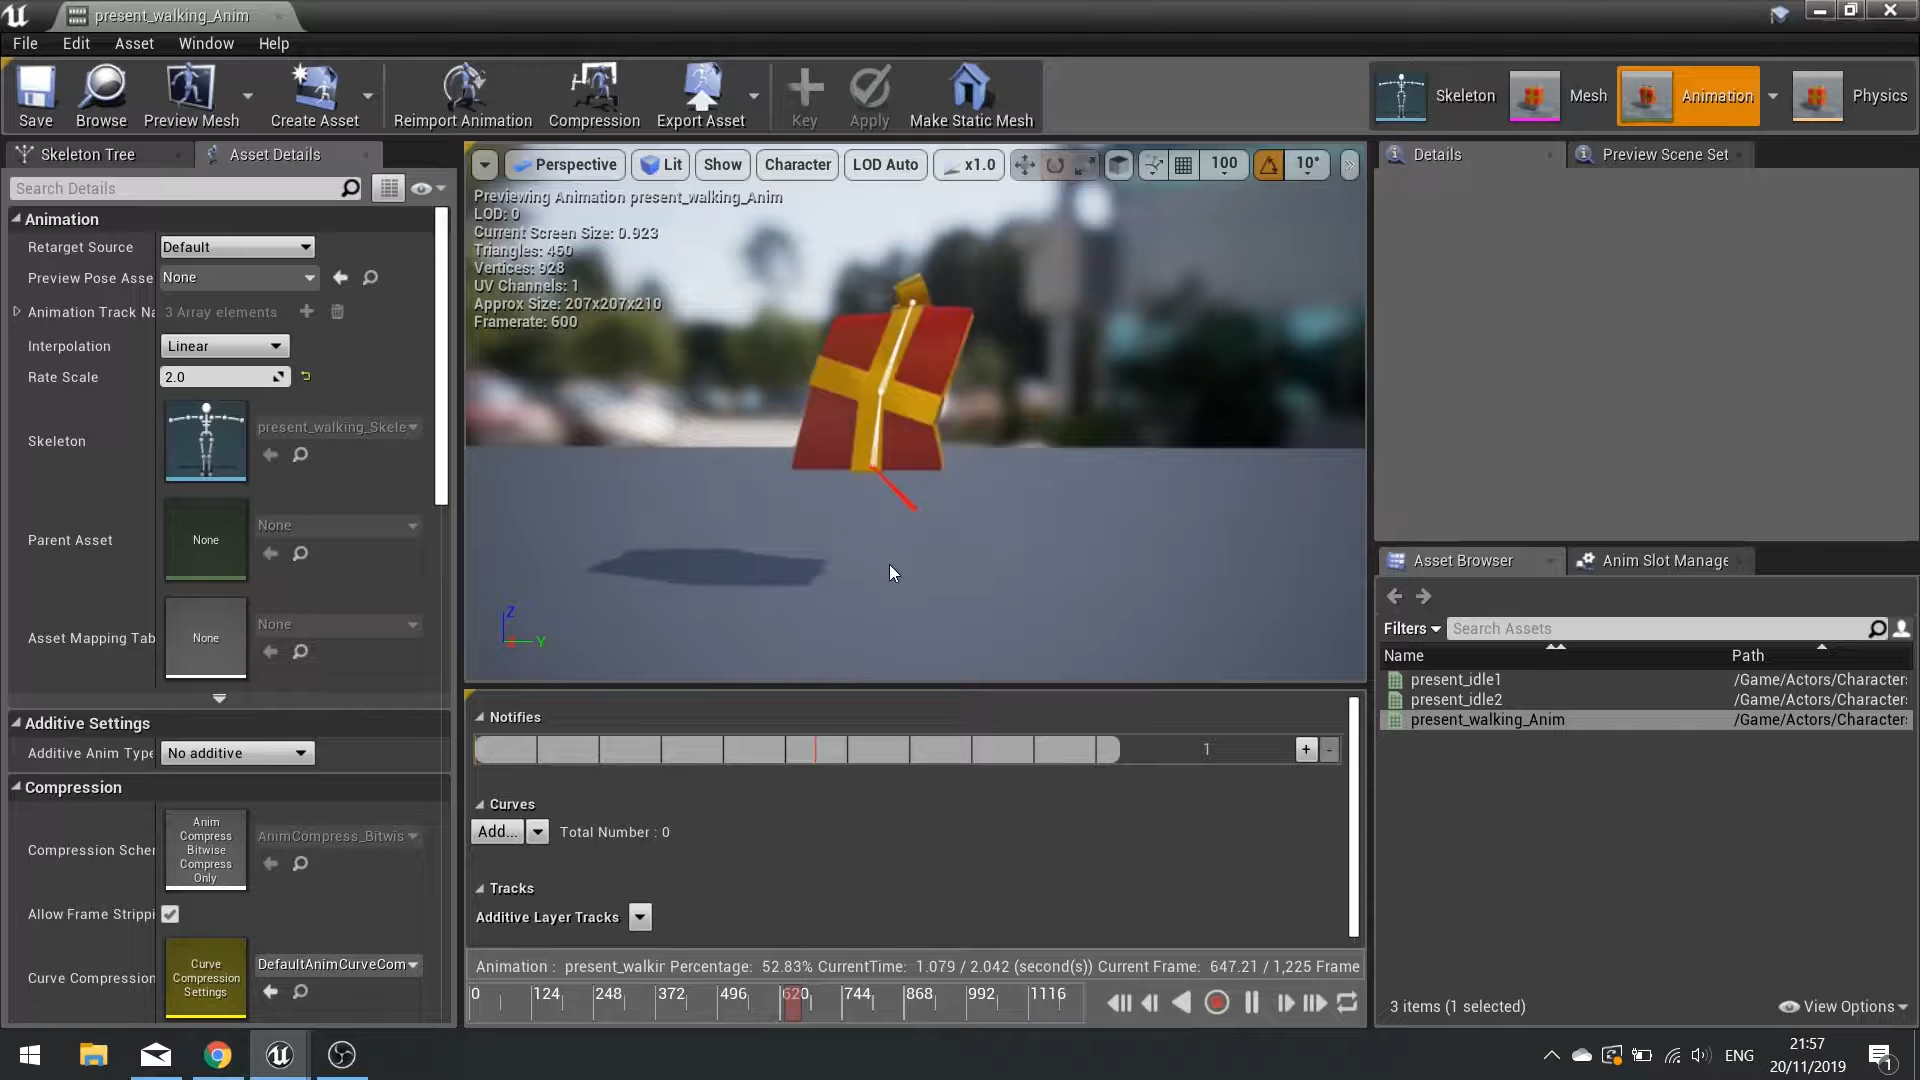 present_walking_Anim
File Edit Asset Window Help
Save Browse Preview Mesh Create Asset Reimport Animation Compression Export Asset Key Apply Make Static Mesh
Skeleton Mesh Animation Physics
Skeleton Tree Asset Details
Search Details
Animation
Retarget Source Default
Preview Pose Asse None
Animation Track Na 3 Array elements
Interpolation Linear
Rate Scale 2.0
Skeleton present_walking_Skele
Parent Asset None None
Asset Mapping Tab None None
Additive Settings
Additive Anim Type No additive
Compression
Compression Scher
Anim
Compress
Bitwise
Compress
Only
AnimCompress_Bitwis
Allow Frame Strippi
Curve Compression
Curve
Compression
Settings
DefaultAnimCurveCom
Perspective Lit Show Character LOD Auto x1.0 100 10°
Previewing Animation present_walking_Anim
LOD: 0
Current Screen Size: 0.923
Triangles: 460
Vertices: 928
UV Channels: 1
Approx Size: 207x207x210
Framerate: 600
Z
X
Y
Notifies
1 + -
Curves
Add... Total Number : 0
Tracks
Additive Layer Tracks
Animation : present_walkir Percentage: 52.83% CurrentTime: 1.079 / 2.042 (second(s)) Current Frame: 647.21 / 1,225 Frame
0 124 248 372 496 620 744 868 992 1116
Details Preview Scene Set
Asset Browser Anim Slot Manage
Filters Search Assets
Name Path
present_idle1 /Game/Actors/Character:
present_idle2 /Game/Actors/Character:
present_walking_Anim /Game/Actors/Character:
3 items (1 selected) View Options
ENG
21:57
20/11/2019
1